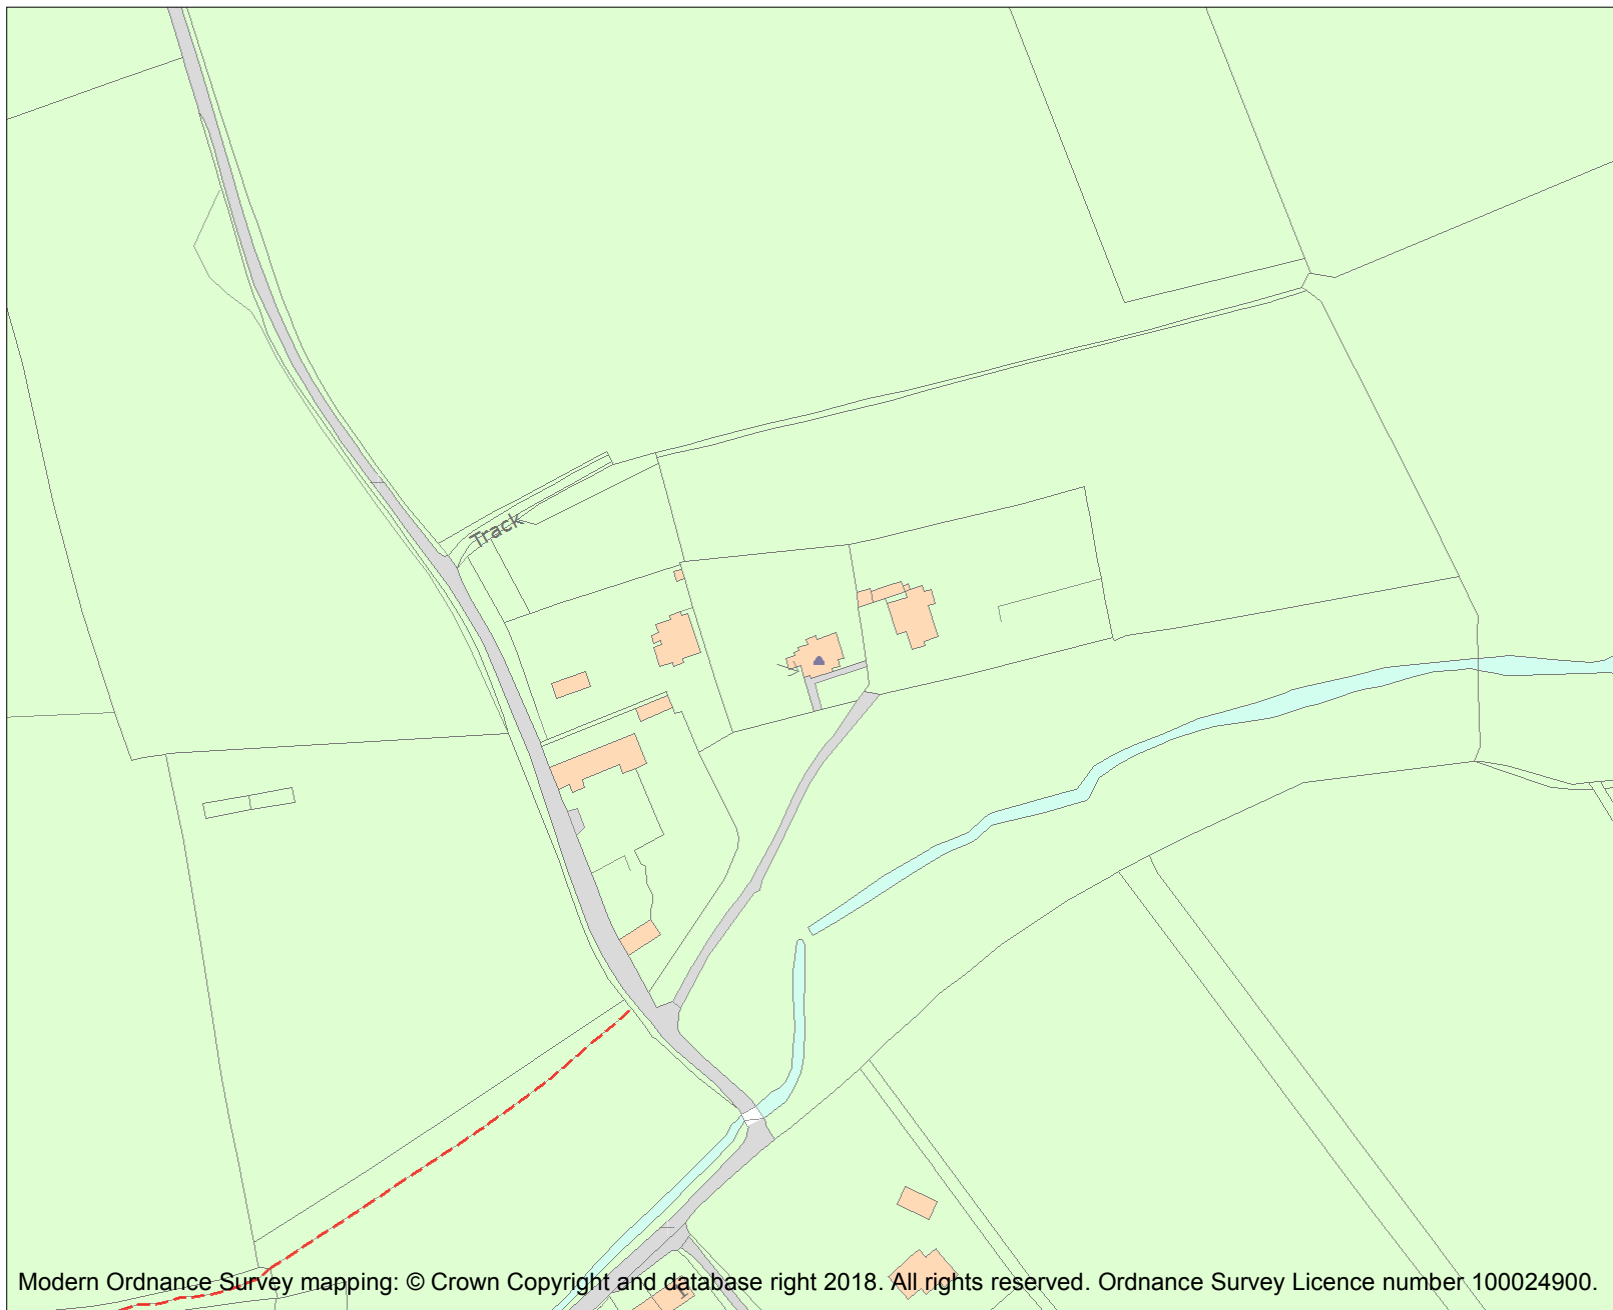 Track
Modern Ordnance Survey mapping: © Crown Copyright and database right 2018. All rights reserved. Ordnance Survey Licence number 100024900.